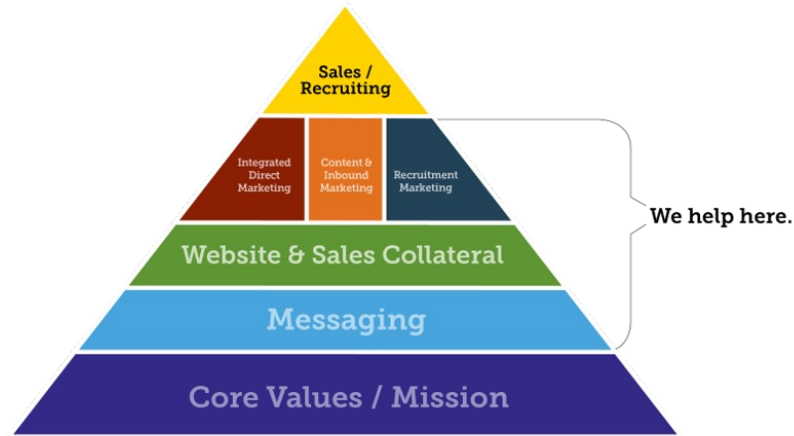 Sales /
Recruiting
Integrated
Direct
Marketing
Content &
Inbound
Marketing
Recruitment
Marketing
We help here.
Website & Sales Collateral
Messaging
Core Values / Mission